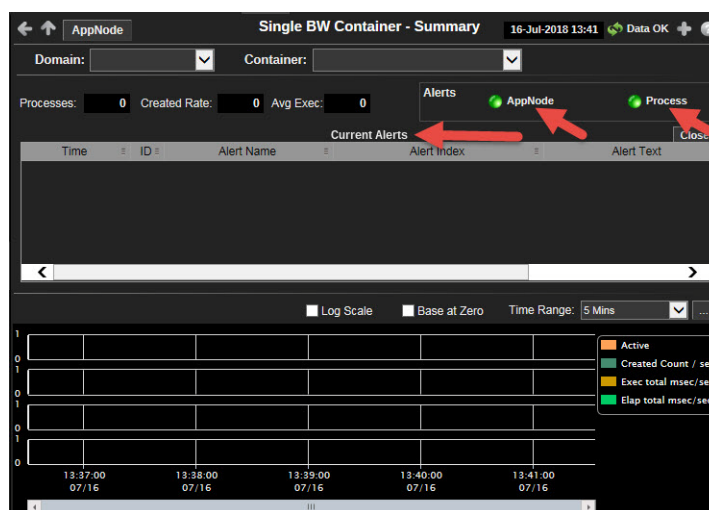 AppNode Single BW Container - Summary 16-Jul-2018 13:41 Data OK
Domain: Container:
Alerts
Processes: 0 Created Rate: 0 Avg Exec: 0 AppNode Process
Current Alerts Close
Time ID Alert Name Alert Index Alert Text
Log Scale Base at Zero Time Range: 5 Mins ...
1
0
1
0
1
0
1
0
Active
Created Count / se
Exec total msec/se
Elap total msec/sec
13:37:00 13:38:00 13:39:00 13:40:00 13:41:00
07/16 07/16 07/16 07/16 07/16